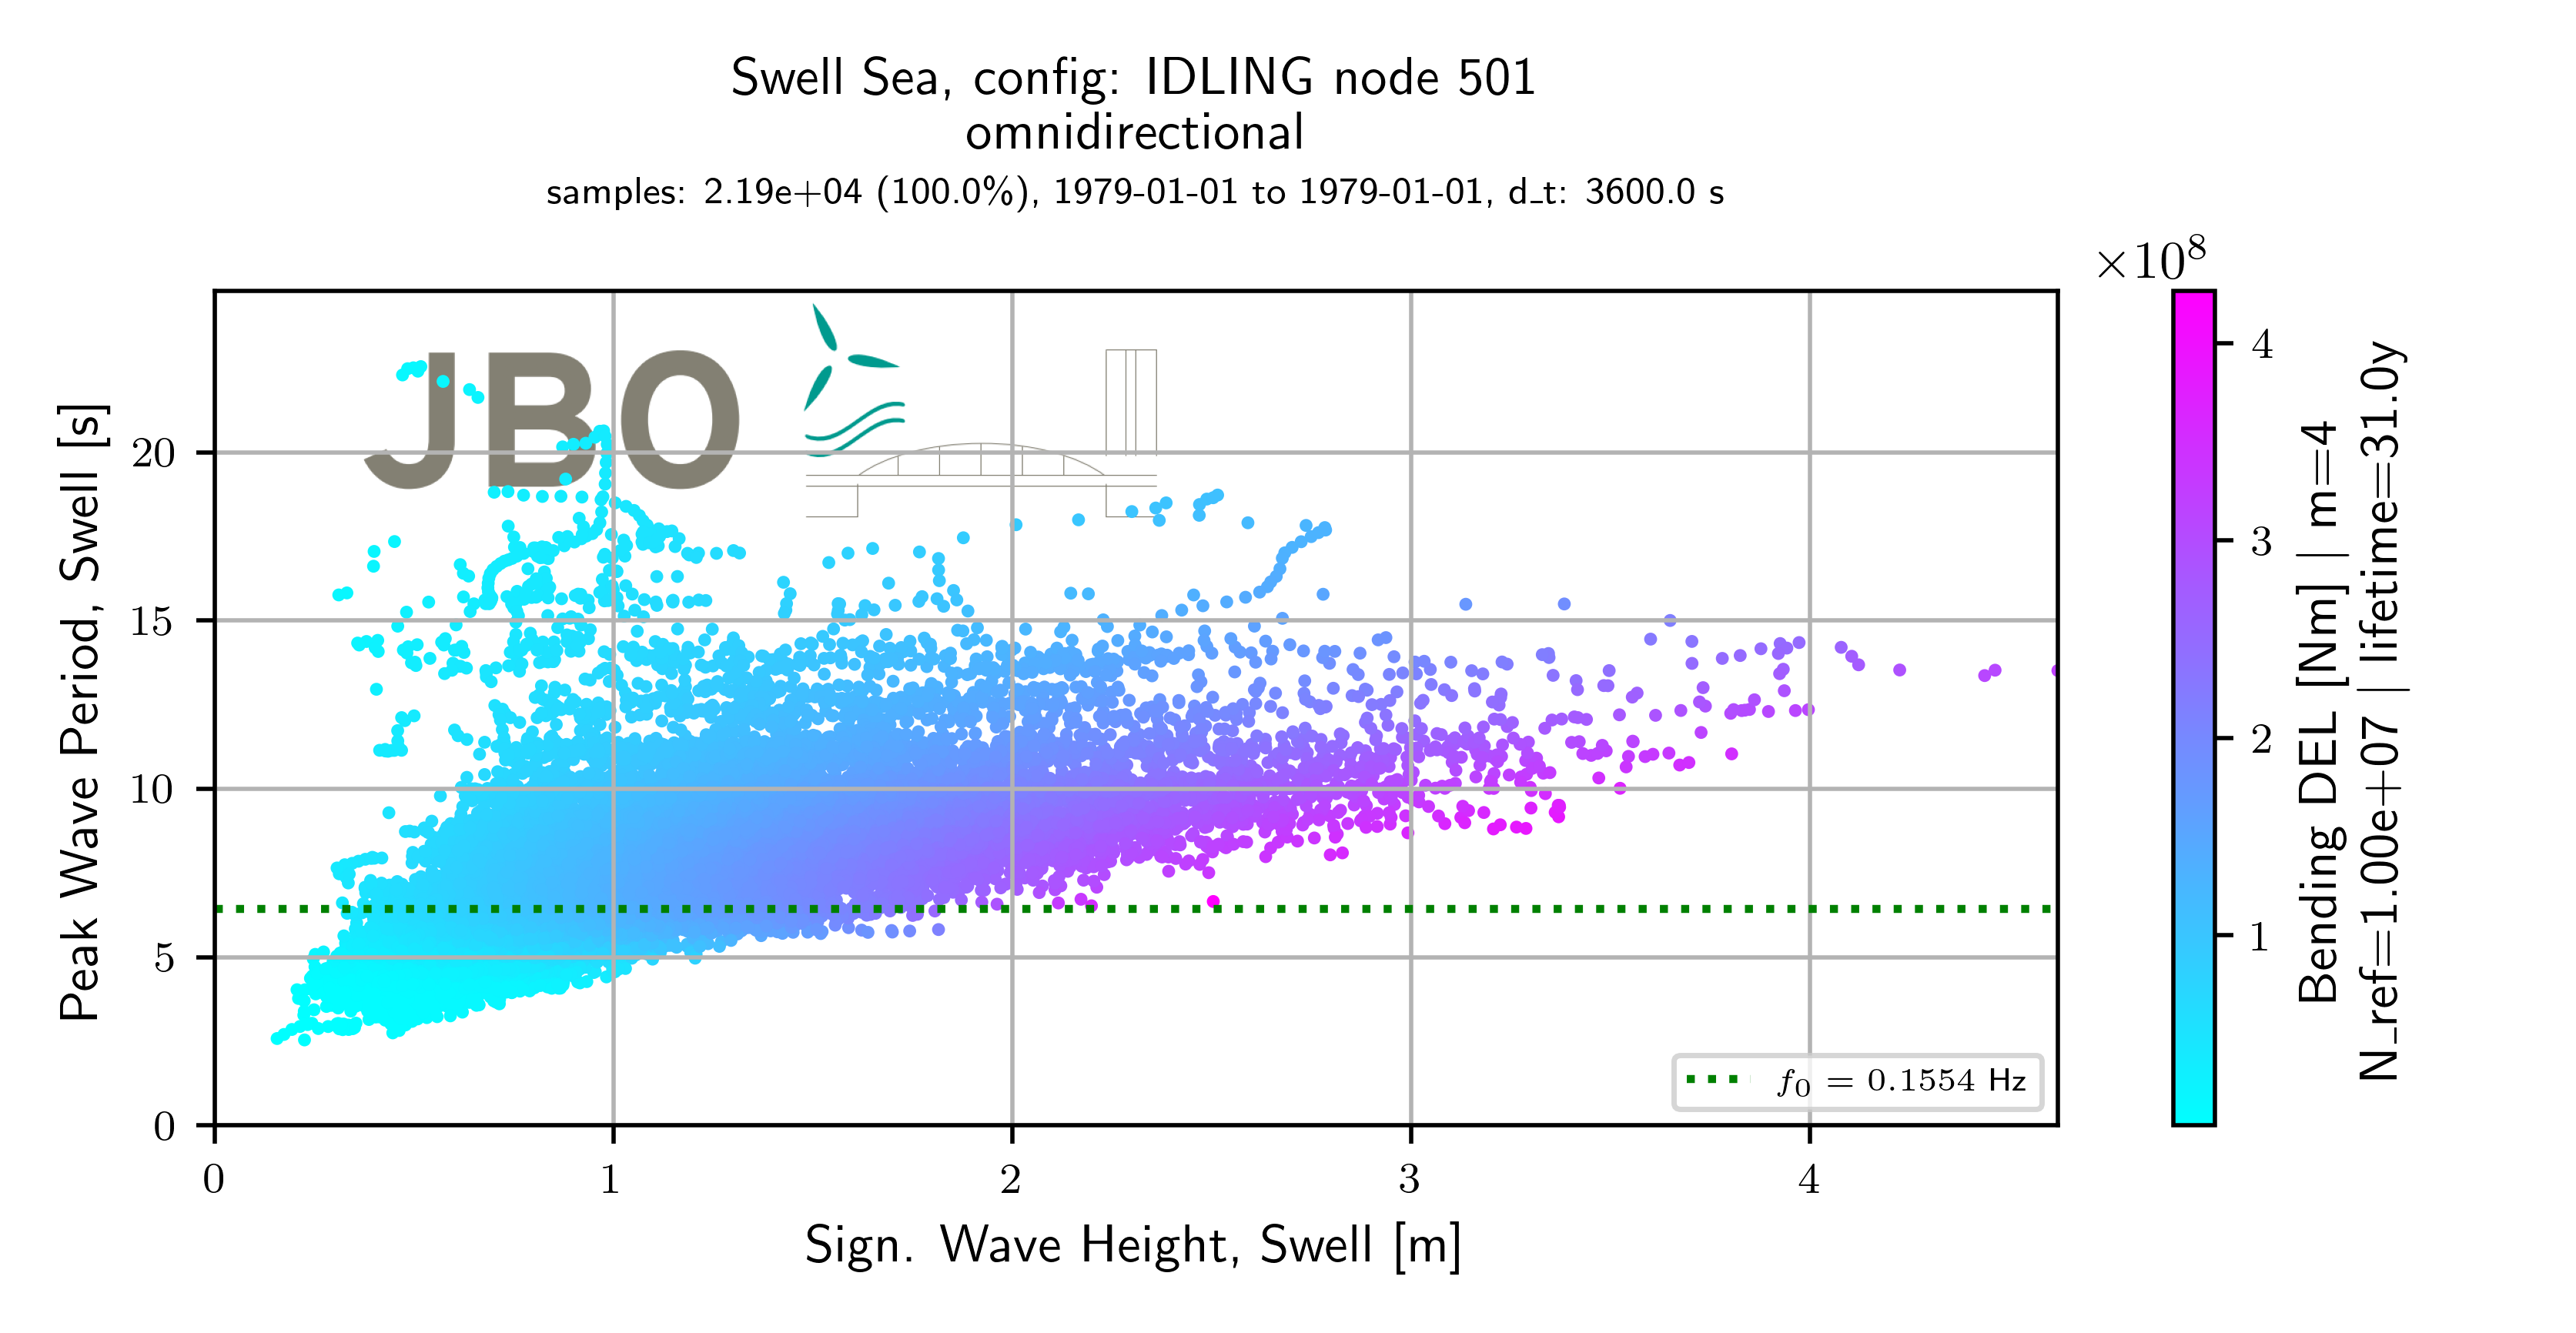 Swell Sea, config: IDLING node 501
omnidirectional
samples: 2.19e+04 (100.0%), 1979-01-01 to 1979-01-01, d_t: 3600.0 s
×10⁸
JBO
Peak Wave Period, Swell [s]
20
15
10
5
0
0 1 2 3 4
Sign. Wave Height, Swell [m]
f₀ = 0.1554 Hz
4
3
2
1
Bending DEL [Nm] | m=4
N_ref=1.00e+07 | lifetime=31.0y